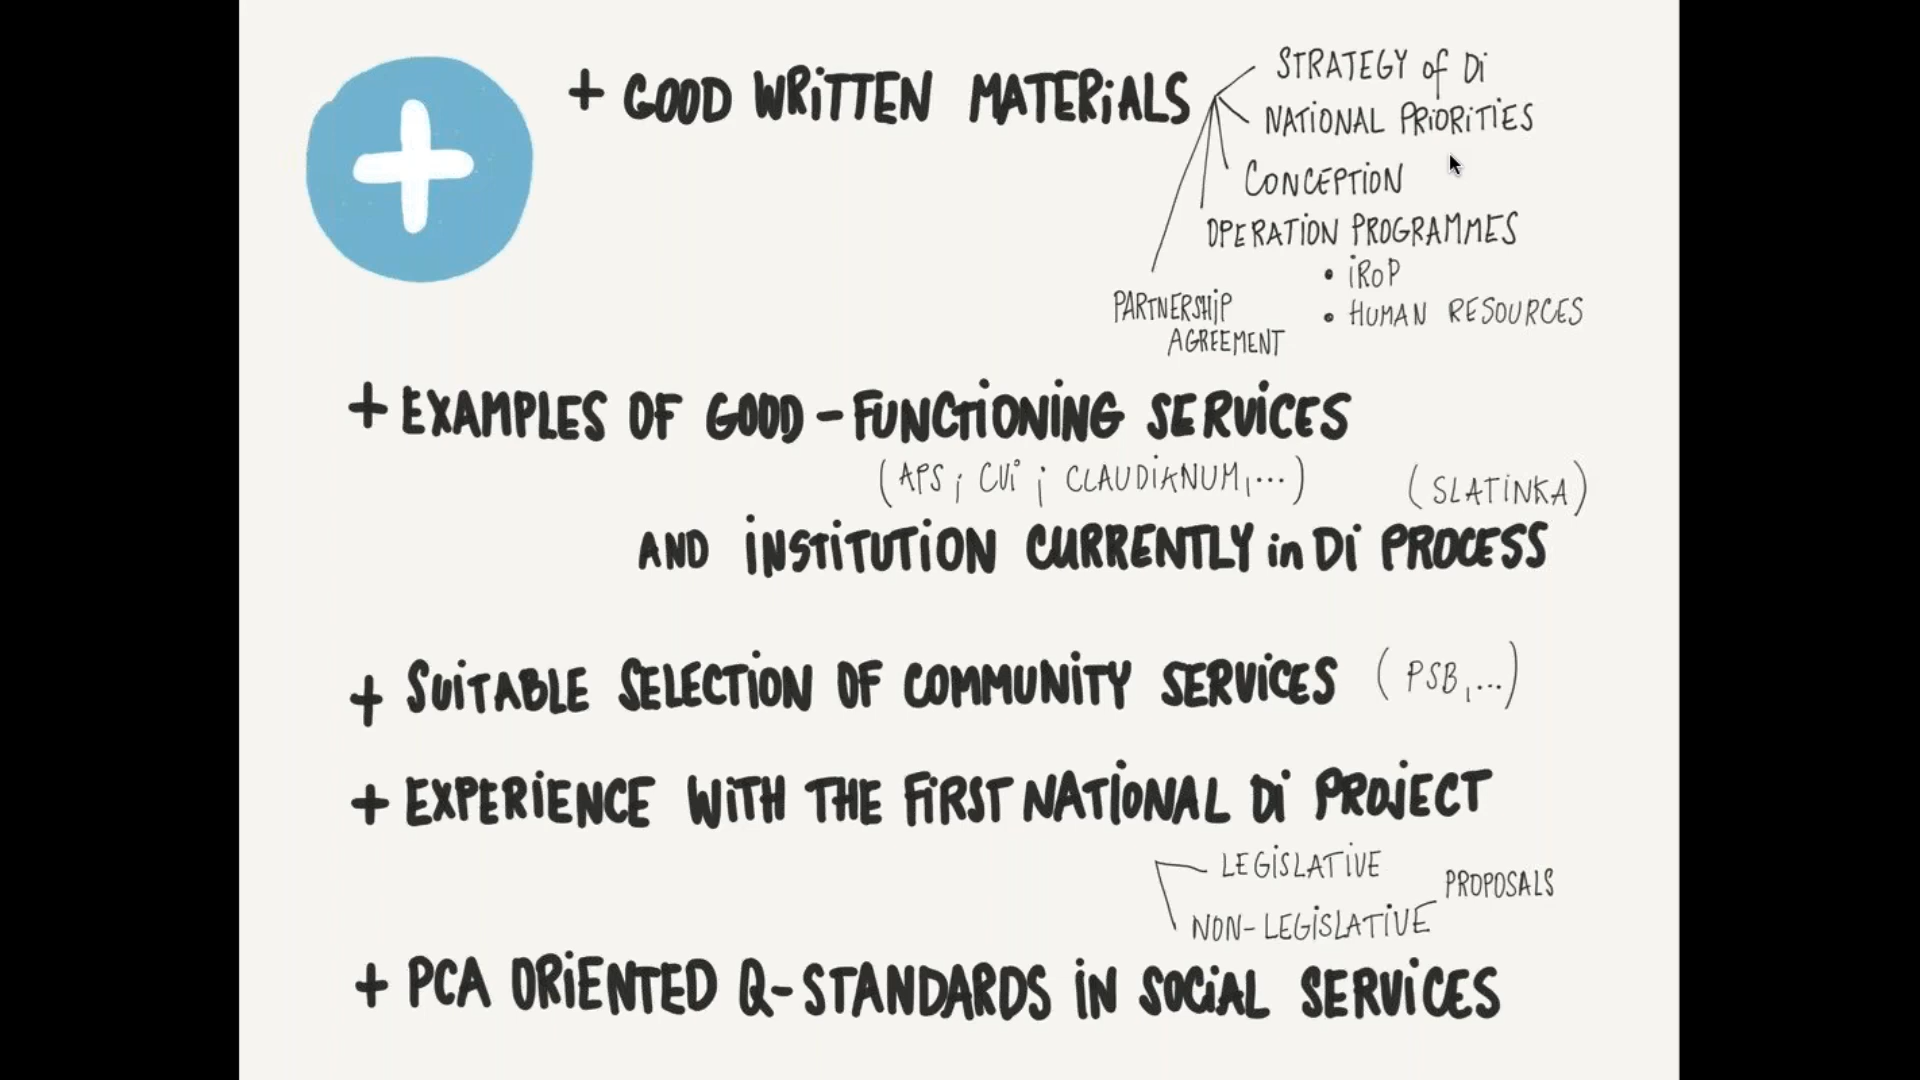 + GOOD WRiTTEN MATERiALS
STRATEGY of Di
NATiONAL PRiORiTiES
CONCEPTiON
OPERATiON PROGRAMMES
• iROP
• HUMAN RESOURCES
PARTNERSHiP
AGREEMENT
+ EXAMPLES OF GOOD-FUNCTiONiNG SERViCES
(APS; CVi; CLAUDiANUM,...) (SLATiNKA)
AND iNSTiTUTiON CURRENTLY in Di PROCESS
+ SUiTABLE SELECTiON OF COMMUNiTY SERViCES (PSB,...)
+ EXPERiENCE WiTH THE FiRST NATiONAL Di PROJECT
LEGiSLATiVE
PROPOSALS
NON-LEGiSLATiVE
+ PCA ORiENTED Q-STANDARDS iN SOCiAL SERViCES